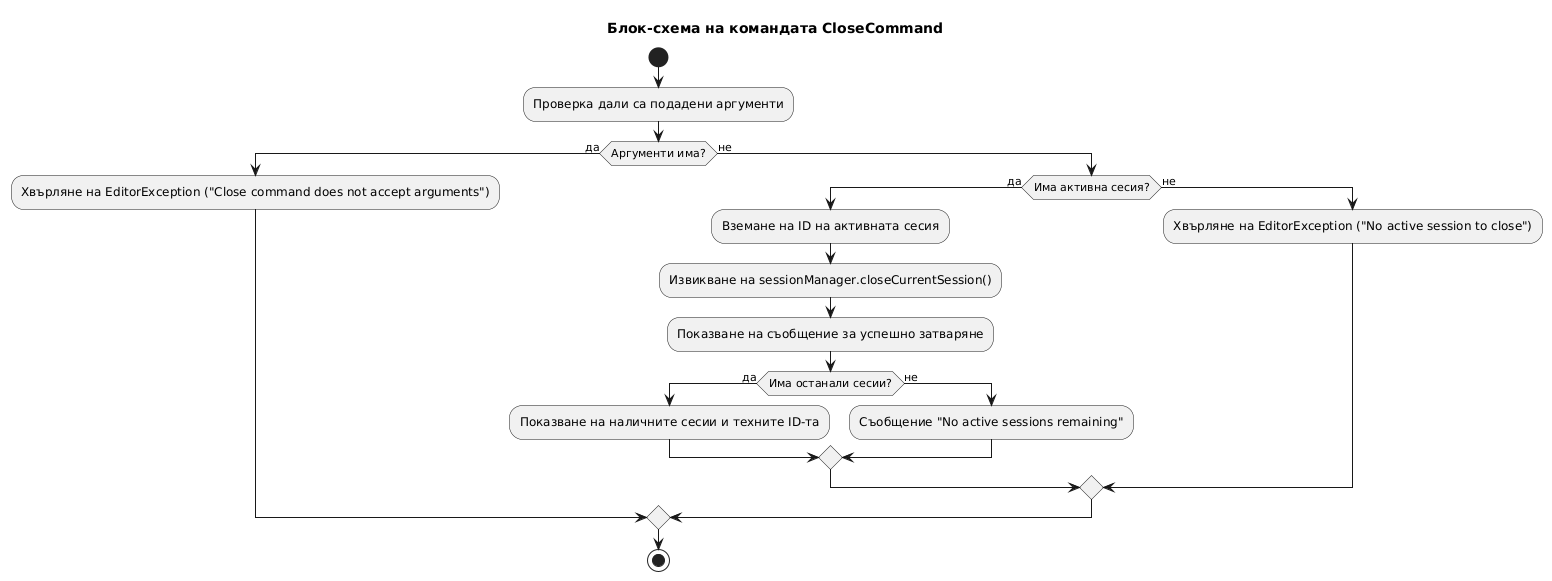 Блок-схема на командата CloseCommand
Проверка дали са подадени аргументи
да
Аргументи има?
не
Хвърляне на EditorException ("Close command does not accept arguments")
да
Има активна сесия?
не
Вземане на ID на активната сесия
Хвърляне на EditorException ("No active session to close")
Извикване на sessionManager.closeCurrentSession()
Показване на съобщение за успешно затваряне
да
Има останали сесии?
не
Показване на наличните сесии и техните ID-та
Съобщение "No active sessions remaining"